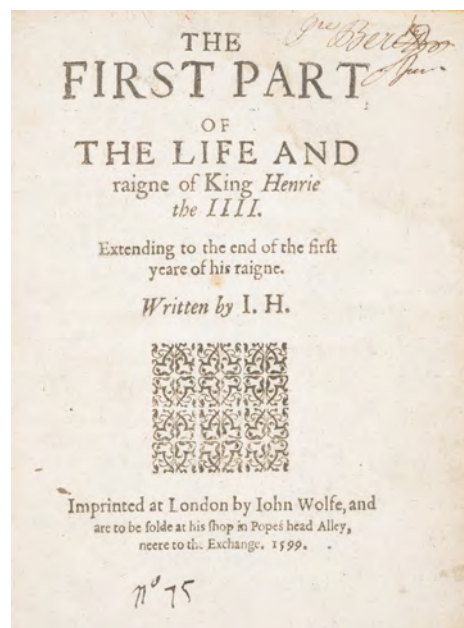 THE
FIRST PART
OF
THE LIFE AND
raigne of King Henrie
the IIII.
Extending to the end of the firſt
yeare of his raigne.
Written by I. H.
Imprinted at London by Iohn Wolfe, and
are to be ſolde at his ſhop in Popes head Alley,
neere to the Exchange. 1599.
nº 75